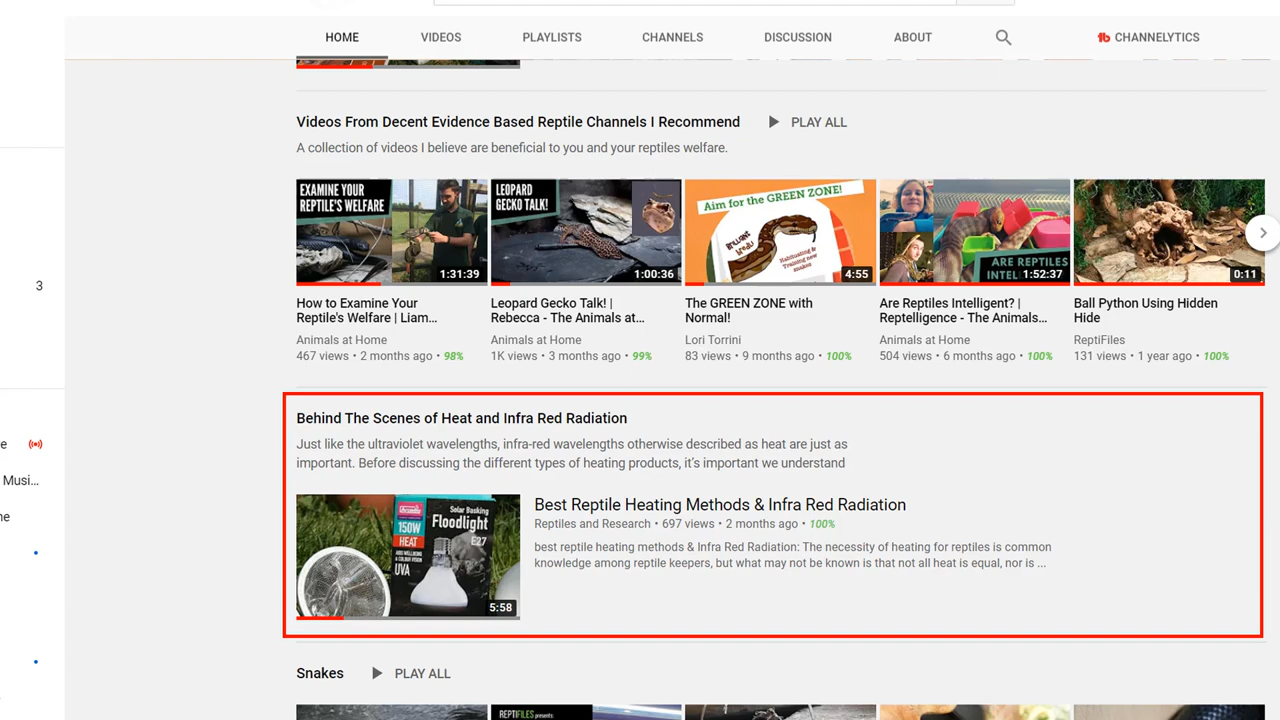 HOME VIDEOS PLAYLISTS CHANNELS DISCUSSION ABOUT CHANNELYTICS
Videos From Decent Evidence Based Reptile Channels I Recommend PLAY ALL
A collection of videos I believe are beneficial to you and your reptiles welfare.
EXAMINE YOUR
REPTILE'S WELFARE
1:31:39
LEOPARD
GECKO TALK!
1:00:36
Aim for the GREEN ZONE!
Habituating &
Training new
snakes
4:55
ARE REPTILES
INTEL
1:52:37
0:11
3
How to Examine Your
Reptile's Welfare | Liam...
Animals at Home
467 views • 2 months ago • 98%
Leopard Gecko Talk! |
Rebecca - The Animals at...
Animals at Home
1K views • 3 months ago • 99%
The GREEN ZONE with
Normal!
Lori Torrini
83 views • 9 months ago • 100%
Are Reptiles Intelligent? |
Reptelligence - The Animals...
Animals at Home
504 views • 6 months ago • 100%
Ball Python Using Hidden
Hide
ReptiFiles
131 views • 1 year ago • 100%
Behind The Scenes of Heat and Infra Red Radiation
Just like the ultraviolet wavelengths, infra-red wavelengths otherwise described as heat are just as
important. Before discussing the different types of heating products, it's important we understand
e
Musi...
ne
Solar Basking
Floodlight
E27
150W
HEAT
UVA
5:58
Best Reptile Heating Methods & Infra Red Radiation
Reptiles and Research • 697 views • 2 months ago • 100%
best reptile heating methods & Infra Red Radiation: The necessity of heating for reptiles is common
knowledge among reptile keepers, but what may not be known is that not all heat is equal, nor is ...
Snakes PLAY ALL
REPTIFILES presents: